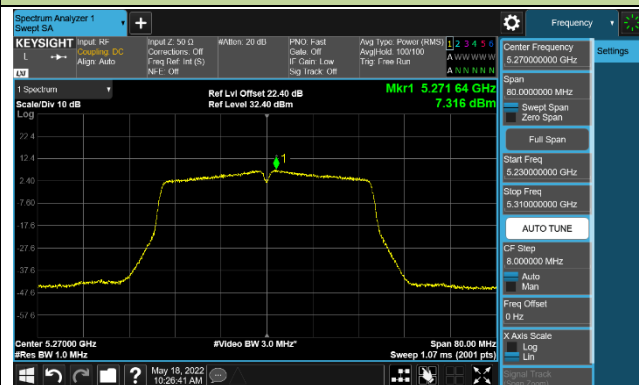 Spectrum Analyzer 1
Swept SA
Frequency
KEYSIGHT
L
LXI
Input: RF
Coupling: DC
Align: Auto
Input Z: 50 Ω
Corrections: Off
Freq Ref: Int (S)
NFE: Off
#Atten: 20 dB
PNO: Fast
Gate: Off
IF Gain: Low
Sig Track: Off
Avg Type: Power (RMS)
Avg|Hold: 100/100
Trig: Free Run
1 2 3 4 5 6
A W W W W W
A N N N N N
1 Spectrum
Scale/Div 10 dB
Log
Ref Lvl Offset 22.40 dB
Ref Level 32.40 dBm
Mkr1 5.271 64 GHz
7.316 dBm
22.4
12.4
2.40
-7.60
-17.6
-27.6
-37.6
-47.6
-57.6
1
Center 5.27000 GHz
#Res BW 1.0 MHz
#Video BW 3.0 MHz*
Span 80.00 MHz
Sweep 1.07 ms (2001 pts)
May 18, 2022
10:26:41 AM
Center Frequency
5.270000000 GHz
Settings
Span
80.0000000 MHz
Swept Span
Zero Span
Full Span
Start Freq
5.230000000 GHz
Stop Freq
5.310000000 GHz
AUTO TUNE
CF Step
8.000000 MHz
Auto
Man
Freq Offset
0 Hz
X Axis Scale
Log
Lin
Signal Track
(Span Zoom)